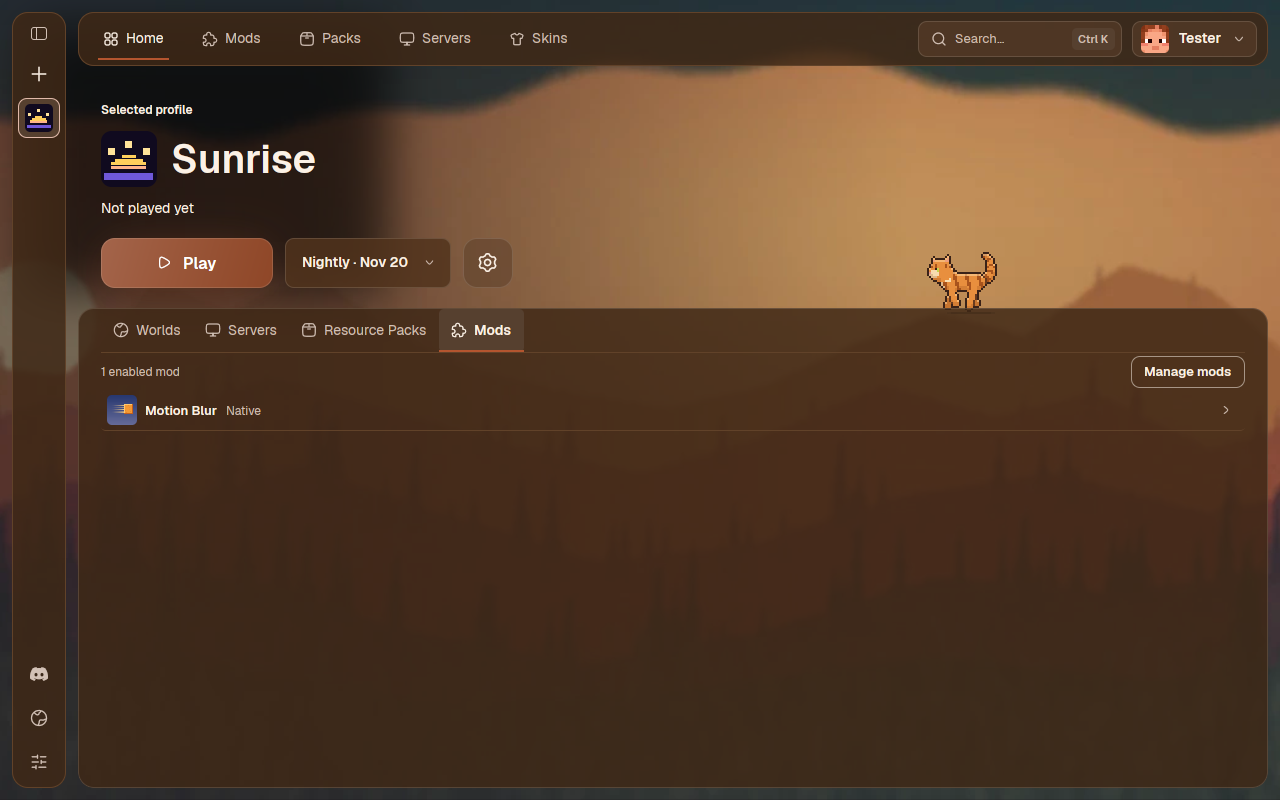 Home
Mods
Packs
Servers
Skins
Search...
Ctrl K
Tester
Selected profile
Sunrise
Not played yet
Play
Nightly · Nov 20
Worlds
Servers
Resource Packs
Mods
1 enabled mod
Manage mods
Motion Blur Native